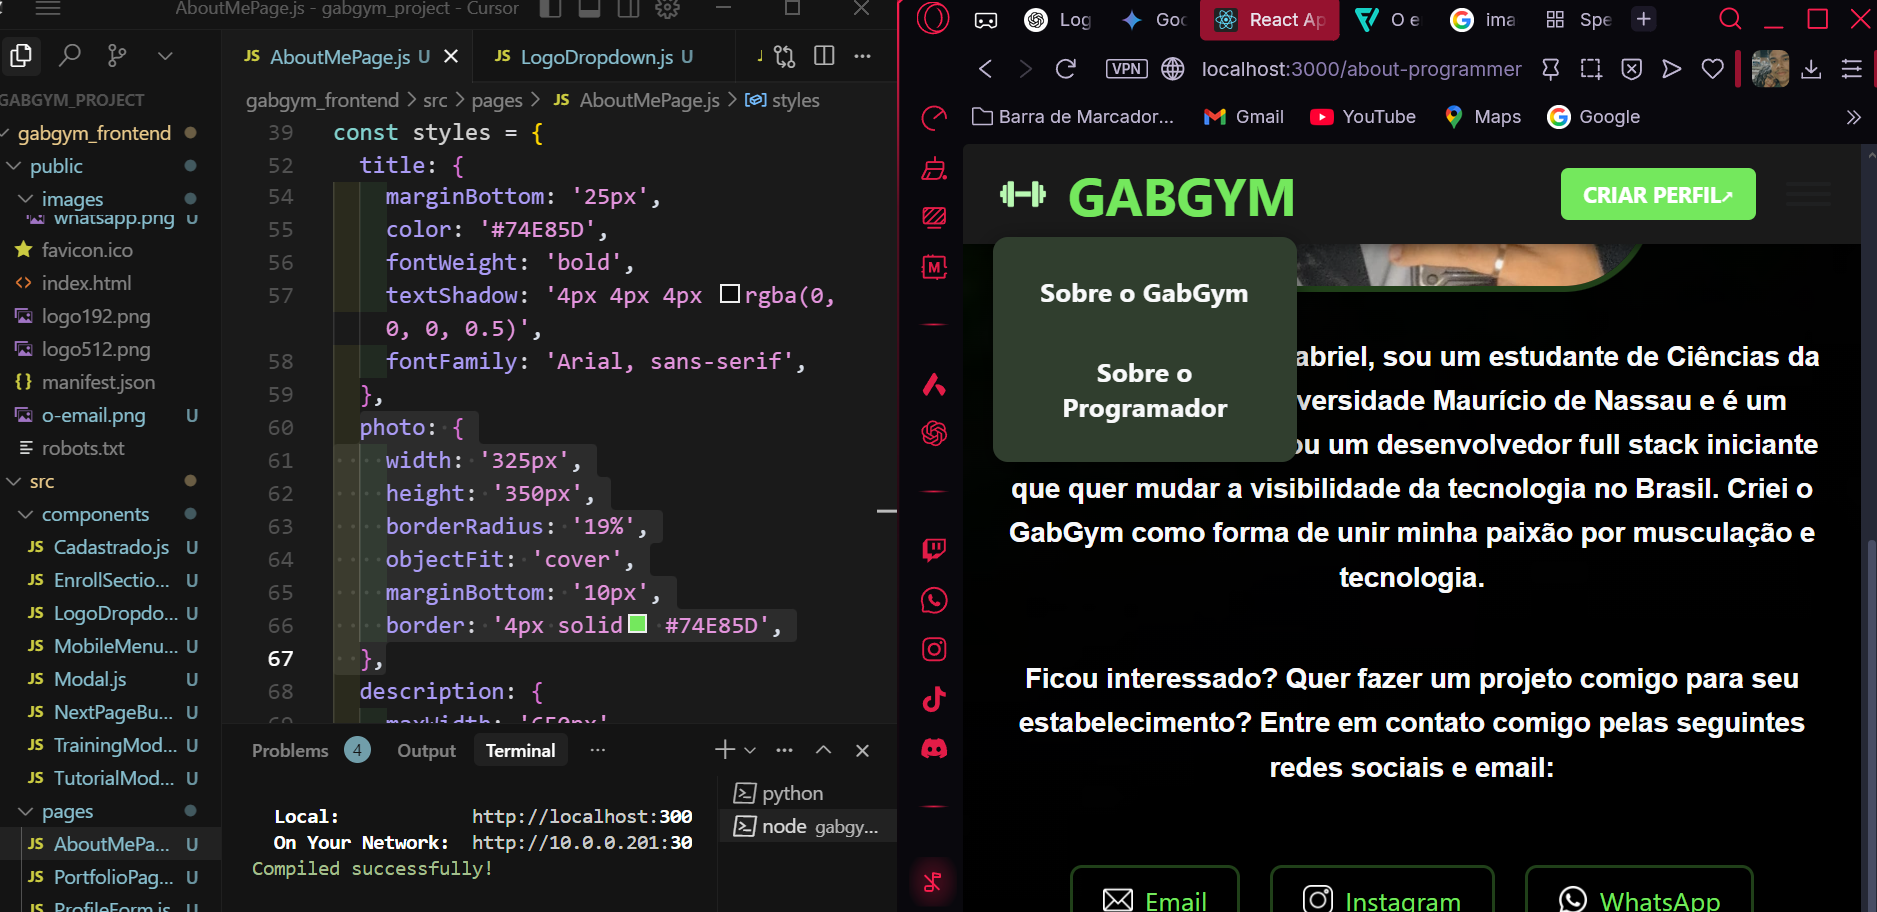 AboutMePage.js - gabgym_project - Cursor
GABGYM_PROJECT
gabgym_frontend
public
images
whatsapp.png U
favicon.ico
index.html
logo192.png
logo512.png
manifest.json
o-email.png U
robots.txt
src
components
JS Cadastrado.js U
JS EnrollSectio... U
JS LogoDropdo... U
JS MobileMenu... U
JS Modal.js U
JS NextPageBu... U
JS TrainingMod... U
JS TutorialMod... U
pages
JS AboutMePa... U
JS PortfolioPag... U
JS ProfileForm.js U
JS AboutMePage.js U
JS LogoDropdown.js U
gabgym_frontend > src > pages > JS AboutMePage.js > styles
39 const styles = {
52 title: {
54 marginBottom: '25px',
55 color: '#74E85D',
56 fontWeight: 'bold',
57 textShadow: '4px 4px 4px rgba(0,
0, 0, 0.5)',
58 fontFamily: 'Arial, sans-serif',
59 },
60 photo: {
61 width: '325px',
62 height: '350px',
63 borderRadius: '19%',
64 objectFit: 'cover',
65 marginBottom: '10px',
66 border: '4px solid #74E85D',
67 },
68 description: {
69 maxWidth: '650px'
Problems 4 Output Terminal ...
Local: http://localhost:300
On Your Network: http://10.0.0.201:30
Compiled successfully!
python
node gabgy...
Log
Goo
React Ap
O e
ima
Spe
VPN localhost:3000/about-programmer
Barra de Marcador...
Gmail
YouTube
Maps
Google
GABGYM
CRIAR PERFIL↗
Sobre o GabGym
Sobre o
Programador
abriel, sou um estudante de Ciências da
versidade Maurício de Nassau e é um
ou um desenvolvedor full stack iniciante
que quer mudar a visibilidade da tecnologia no Brasil. Criei o
GabGym como forma de unir minha paixão por musculação e
tecnologia.
Ficou interessado? Quer fazer um projeto comigo para seu
estabelecimento? Entre em contato comigo pelas seguintes
redes sociais e email:
Email
Instagram
WhatsApp